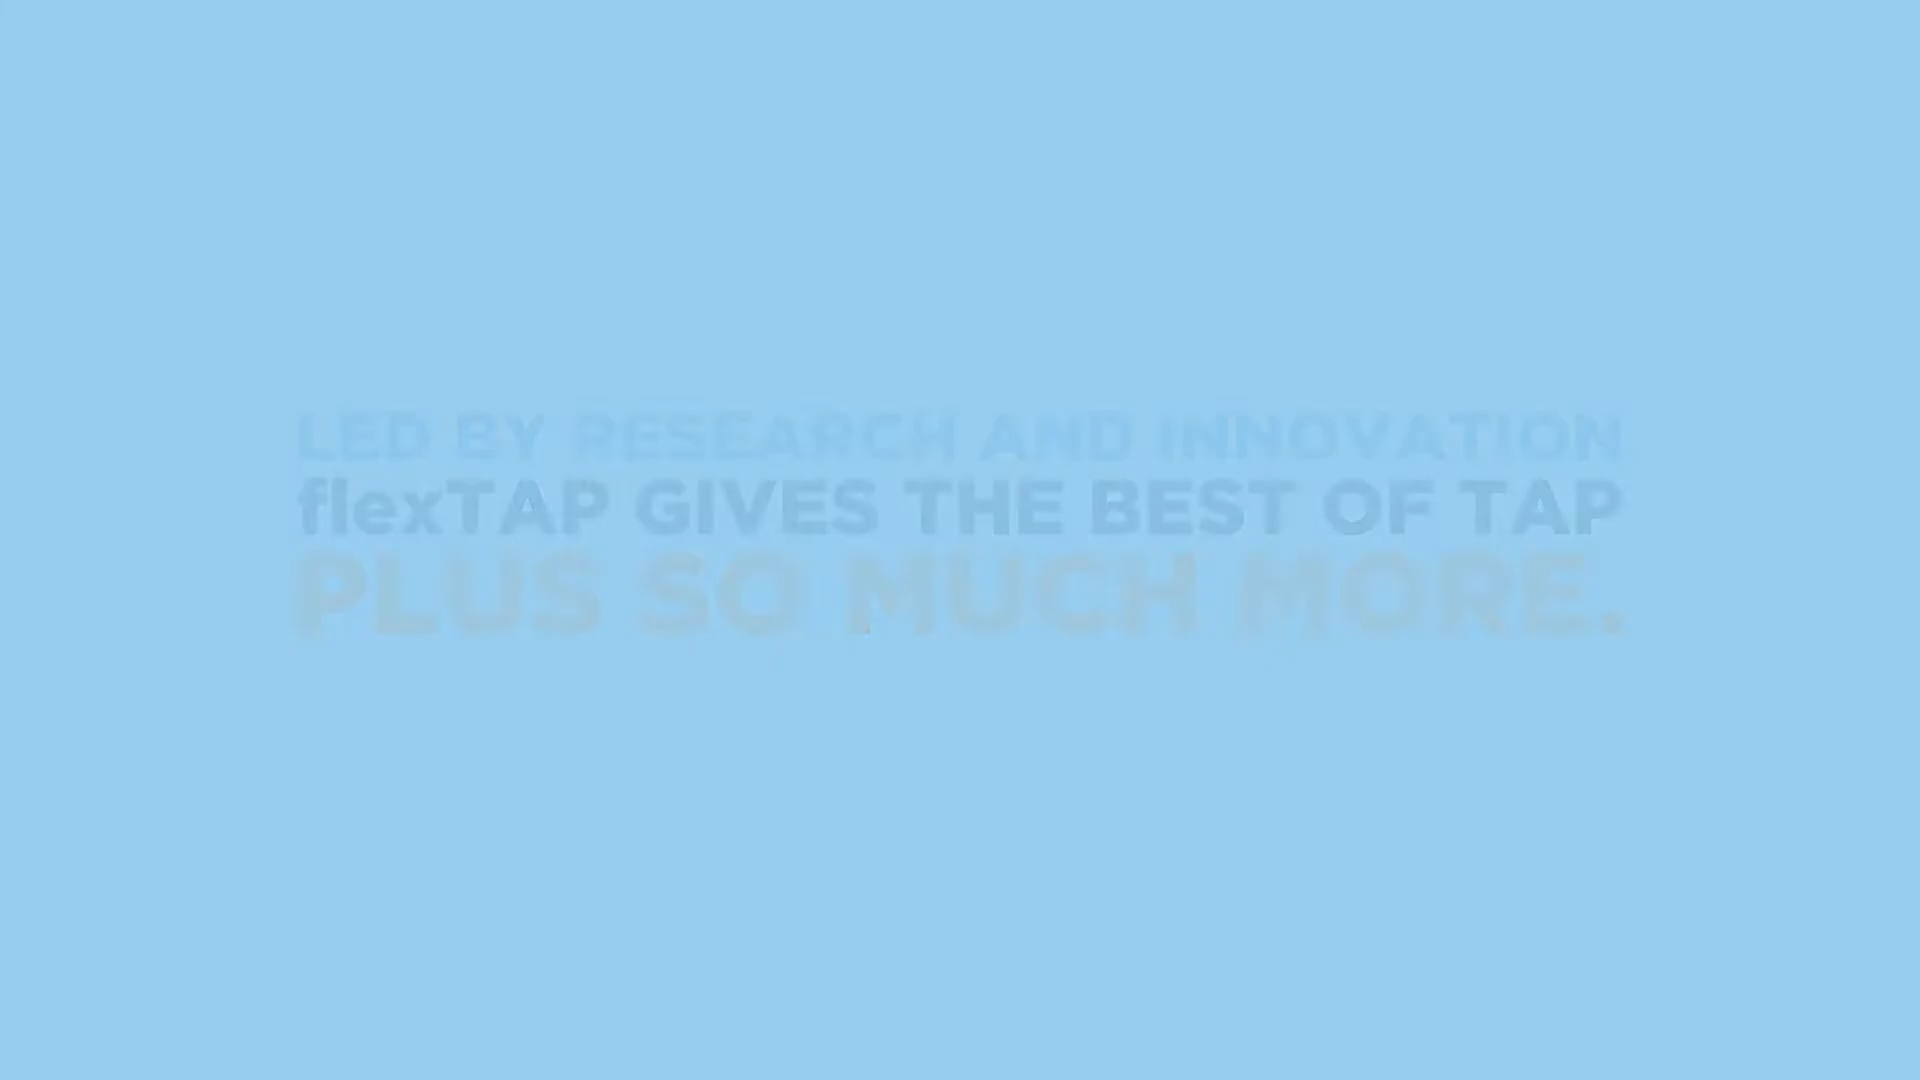 LED BY RESEARCH AND INNOVATION
flexTAP GIVES THE BEST OF TAP
PLUS SO MUCH MORE.